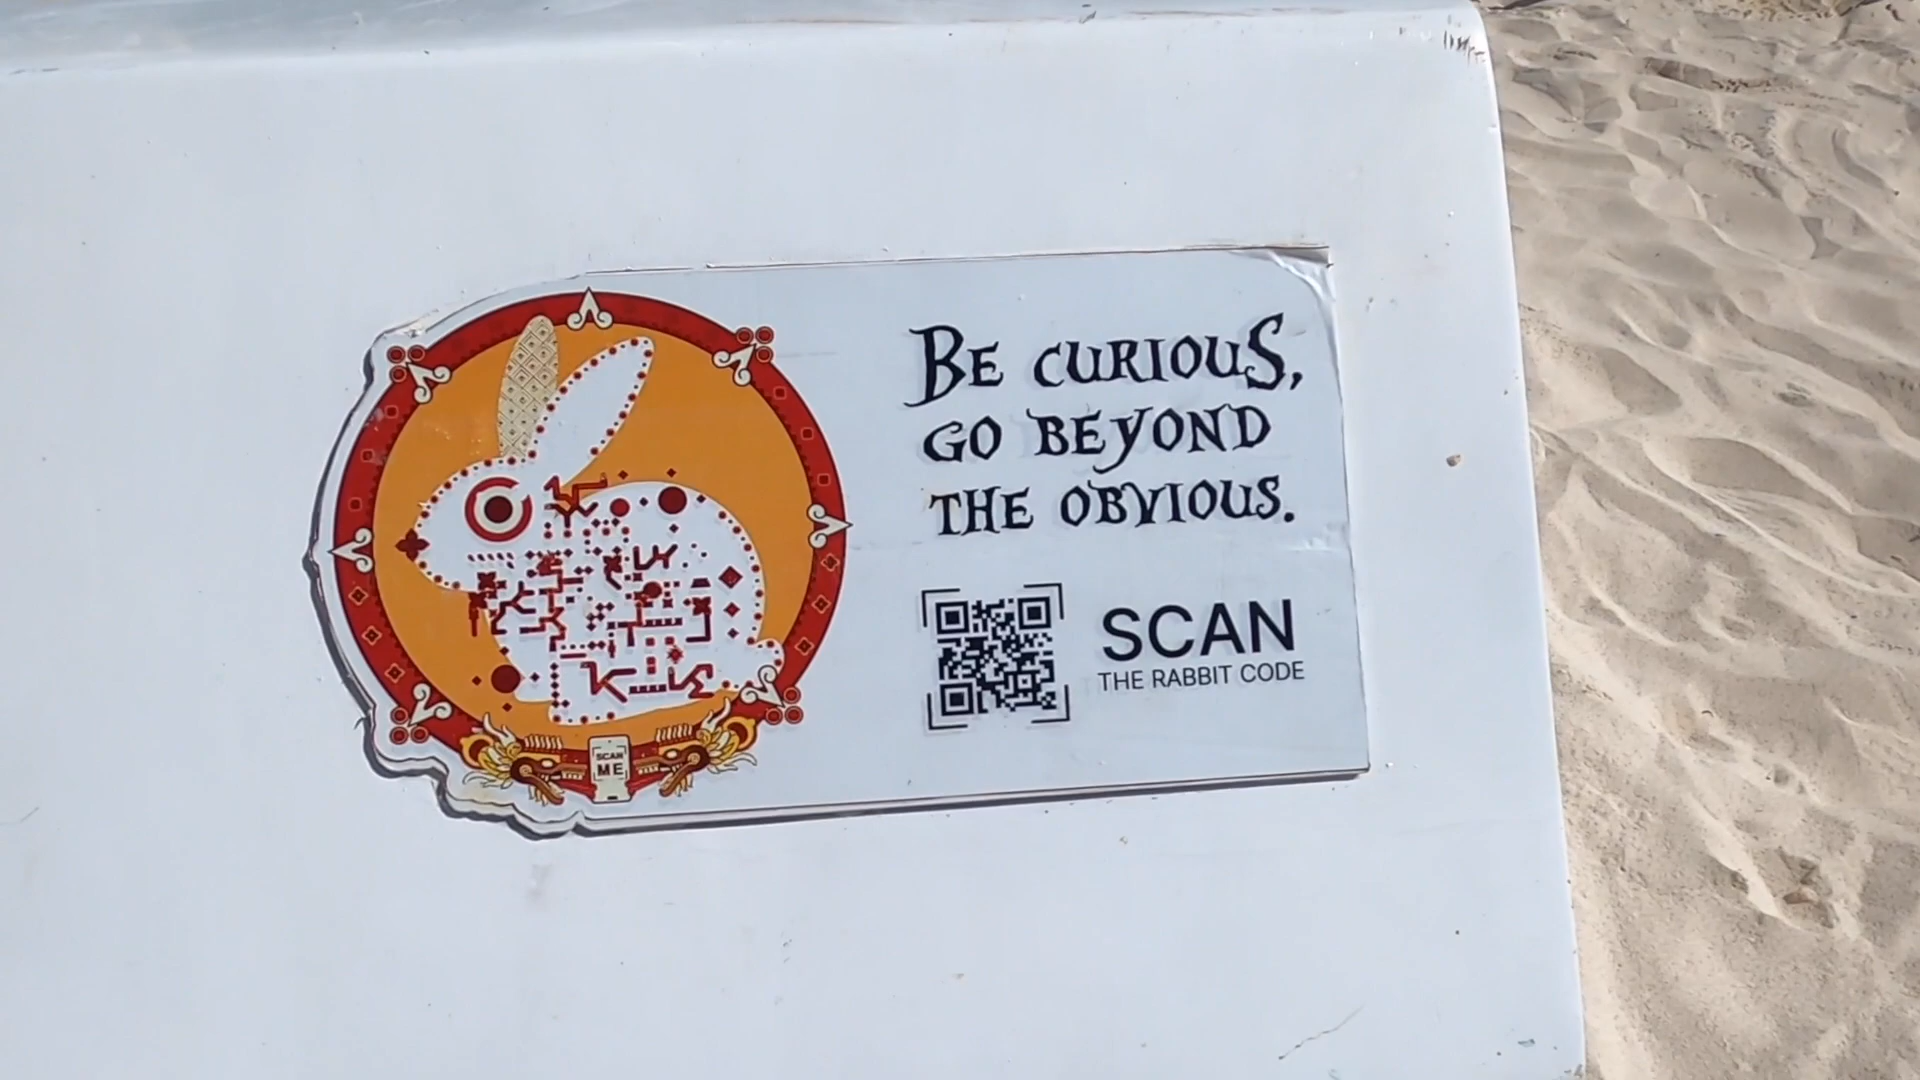 BE CURIOUS,
GO BEYOND
THE OBVIOUS.
SCAN
THE RABBIT CODE
SCAN
ME